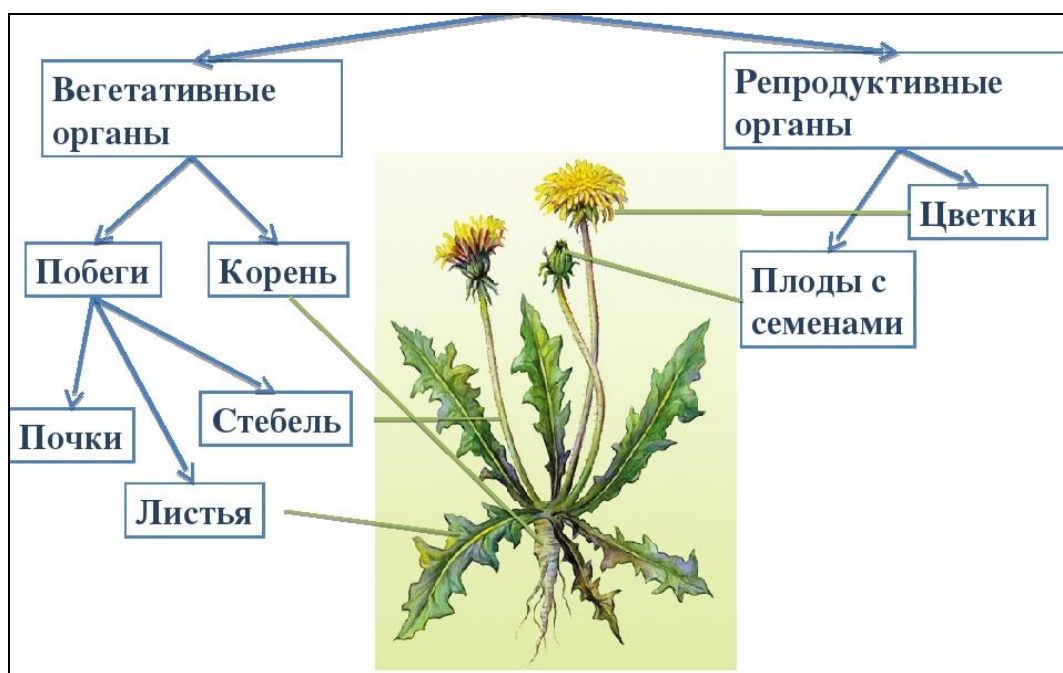 Вегетативные
органы
Репродуктивные
органы
Цветки
Побеги
Корень
Плоды с
семенами
Почки
Стебель
Листья